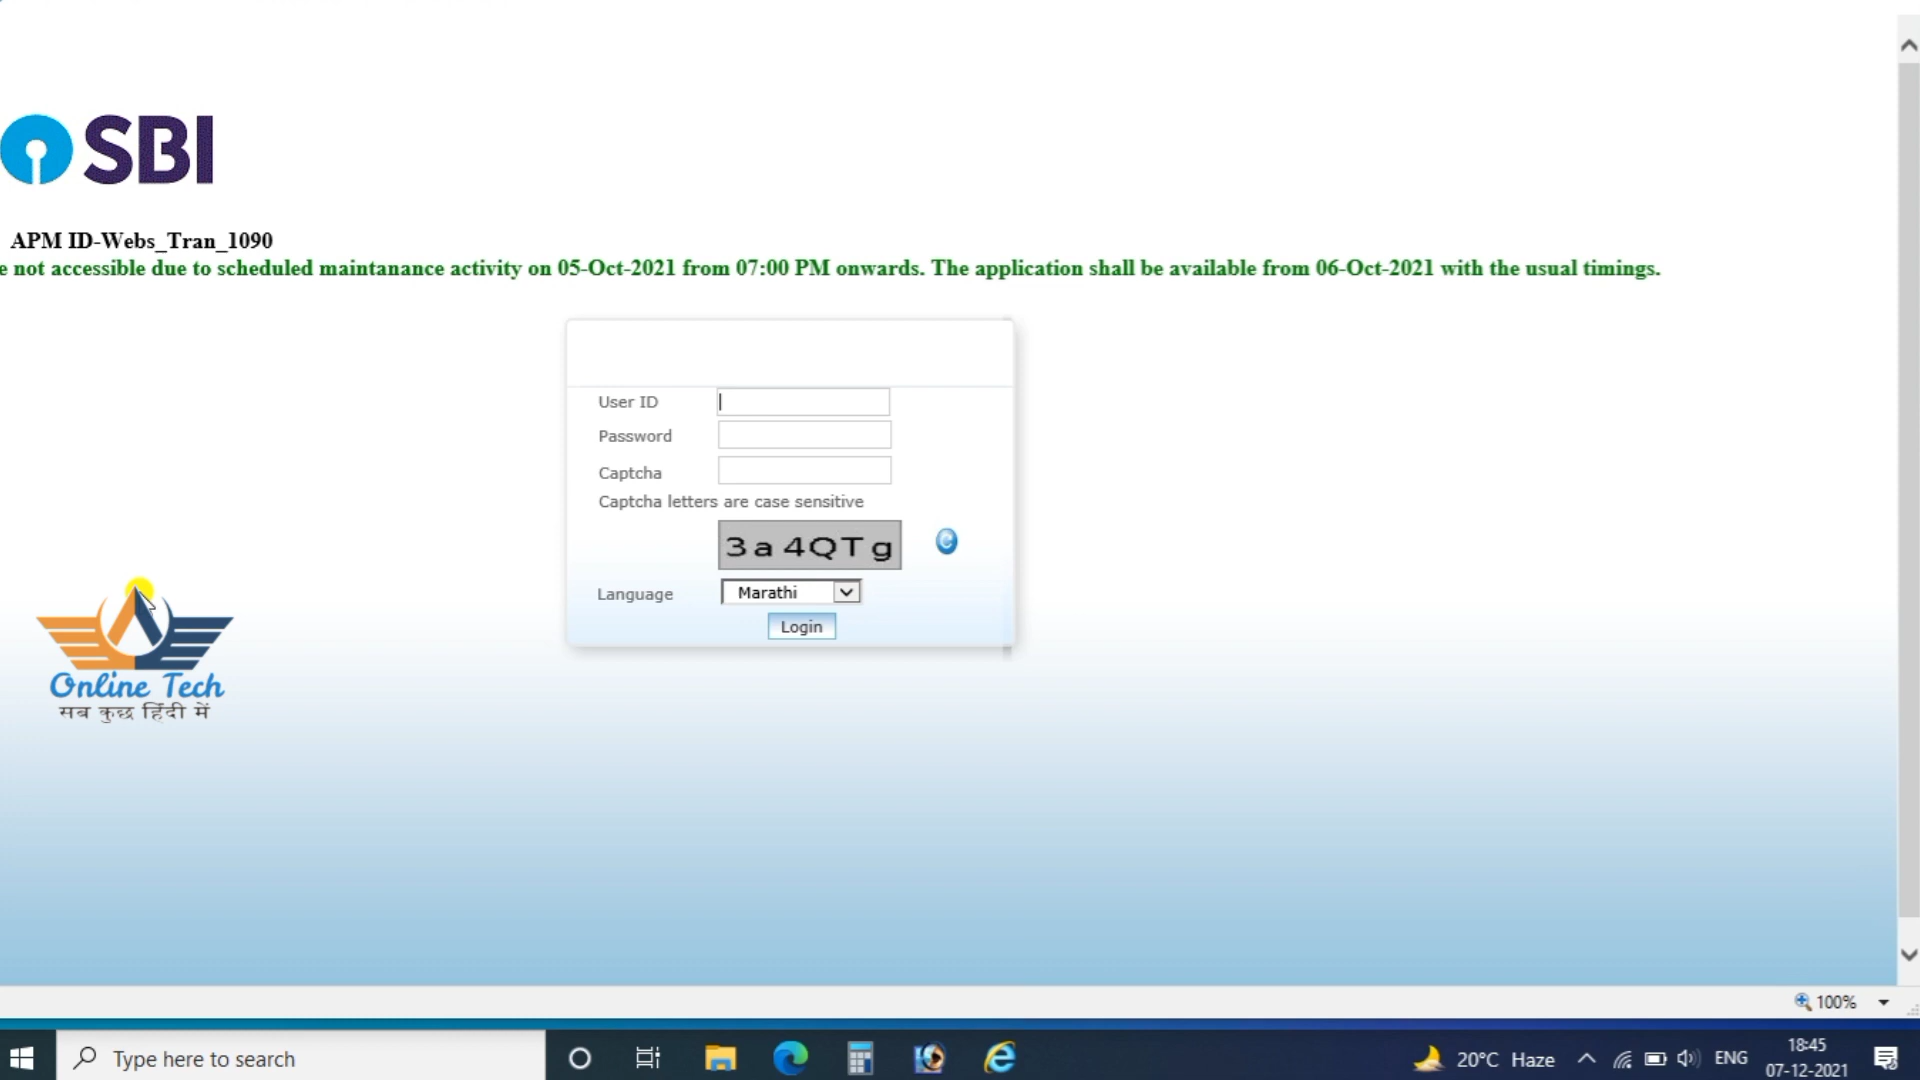 SBI
APM ID-Webs_Tran_1090
e not accessible due to scheduled maintanance activity on 05-Oct-2021 from 07:00 PM onwards. The application shall be available from 06-Oct-2021 with the usual timings.
User ID
Password
Captcha
Captcha letters are case sensitive
3a4QTg
Language Marathi
Login
Online Tech
सब कुछ हिंदी में
100%
Type here to search
20°C Haze
ENG
18:45
07-12-2021